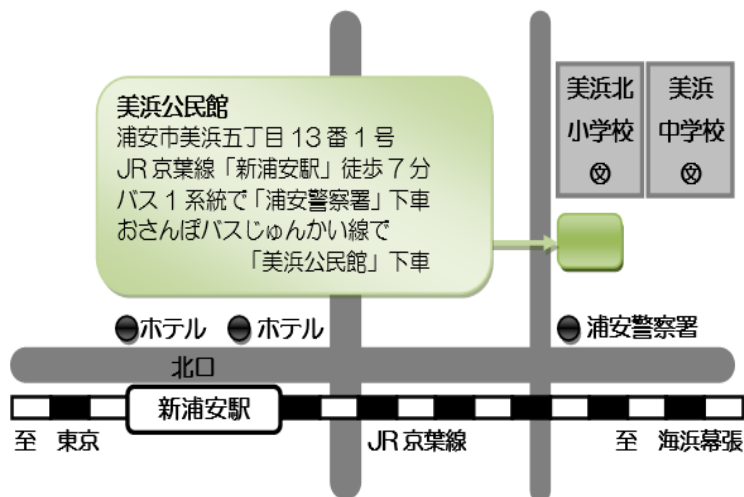 美浜公民館
浦安市美浜五丁目13番1号
JR京葉線「新浦安駅」徒歩7分
バス1系統で「浦安警察署」下車
おさんぽバスじゅんかい線で
「美浜公民館」下車
美浜北
小学校
文
美浜
中学校
文
ホテル
ホテル
浦安警察署
北口
新浦安駅
至 東京
JR京葉線
至 海浜幕張